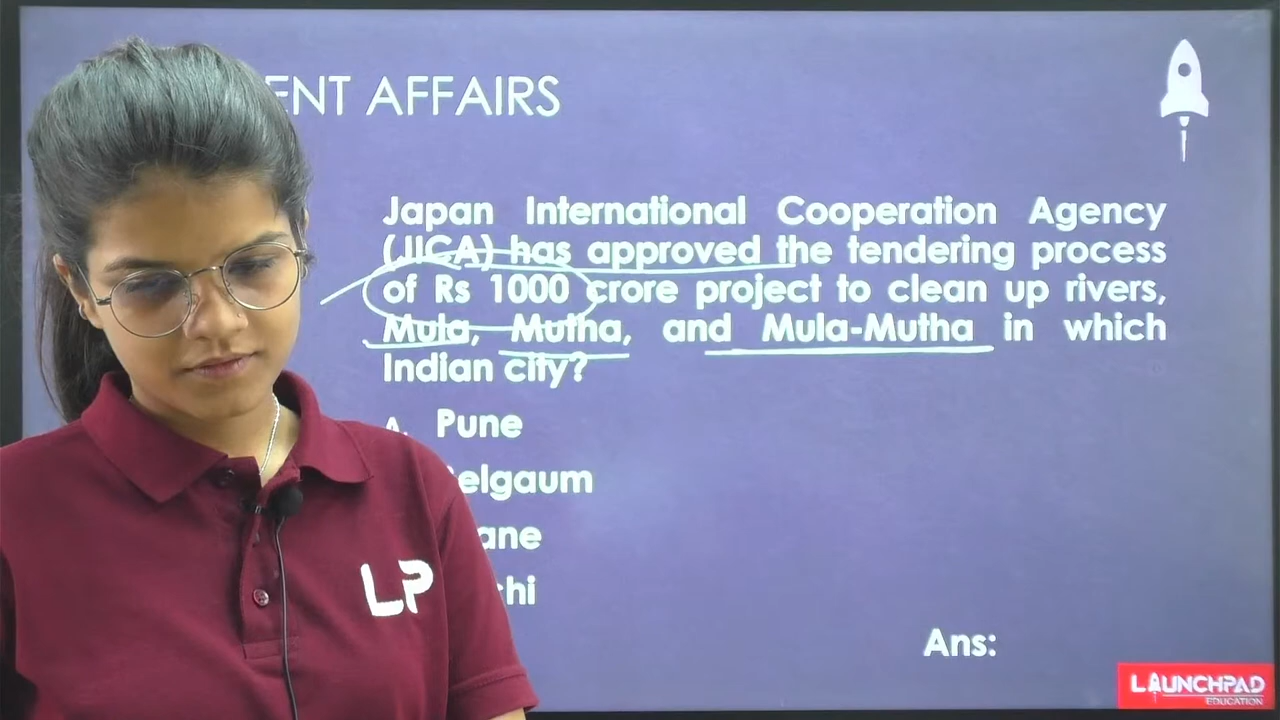 ENT AFFAIRS
Japan International Cooperation Agency
(JICA) has approved the tendering process
of Rs 1000 crore project to clean up rivers,
Mula, Mutha, and Mula-Mutha in which
Indian city?
A. Pune
elgaum
ane
hi
Ans:
LP
LAUNCHPAD
EDUCATION